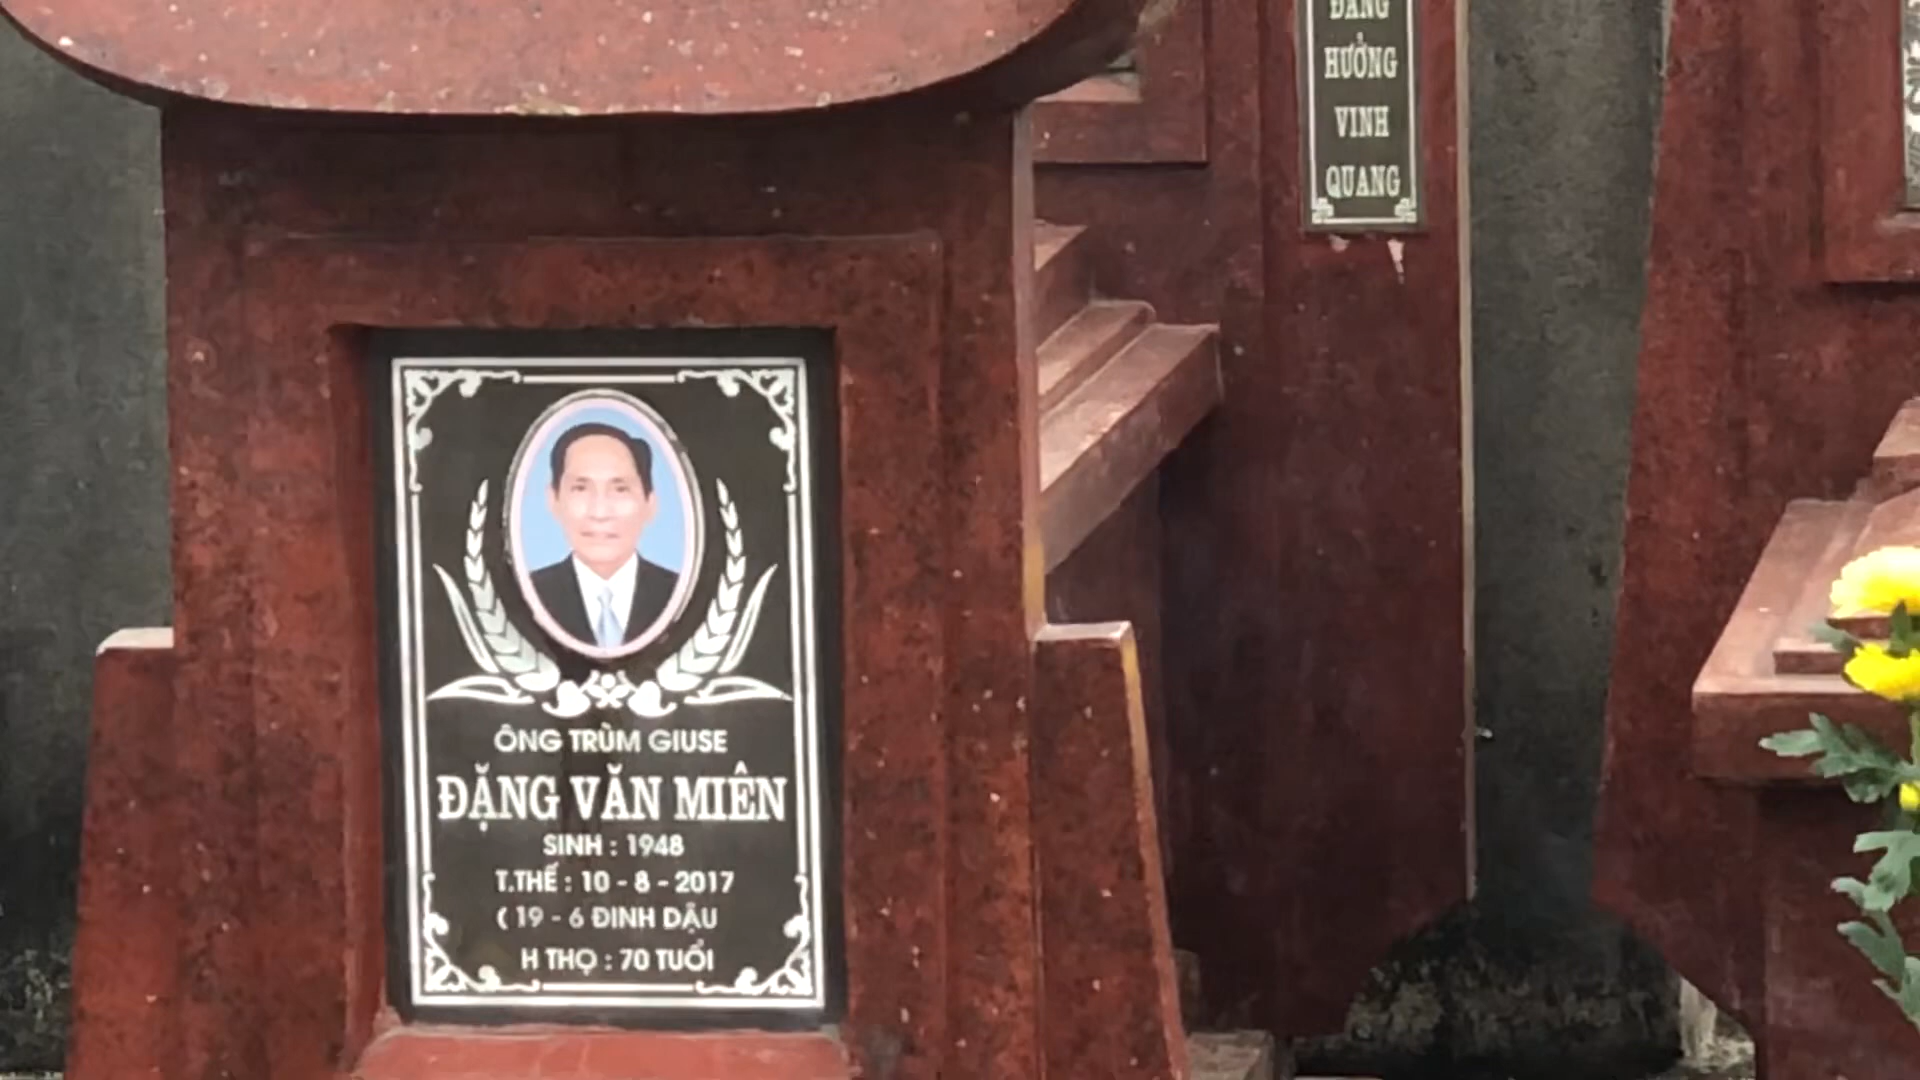 ÔNG TRÙM GIUSE
ĐẶNG VĂN MIÊN
SINH : 1948
T.THẾ : 10 - 8 - 2017
( 19 - 6 ĐINH DẬU
H THỌ : 70 TUỔI
HƯỞNG
VINH
QUANG